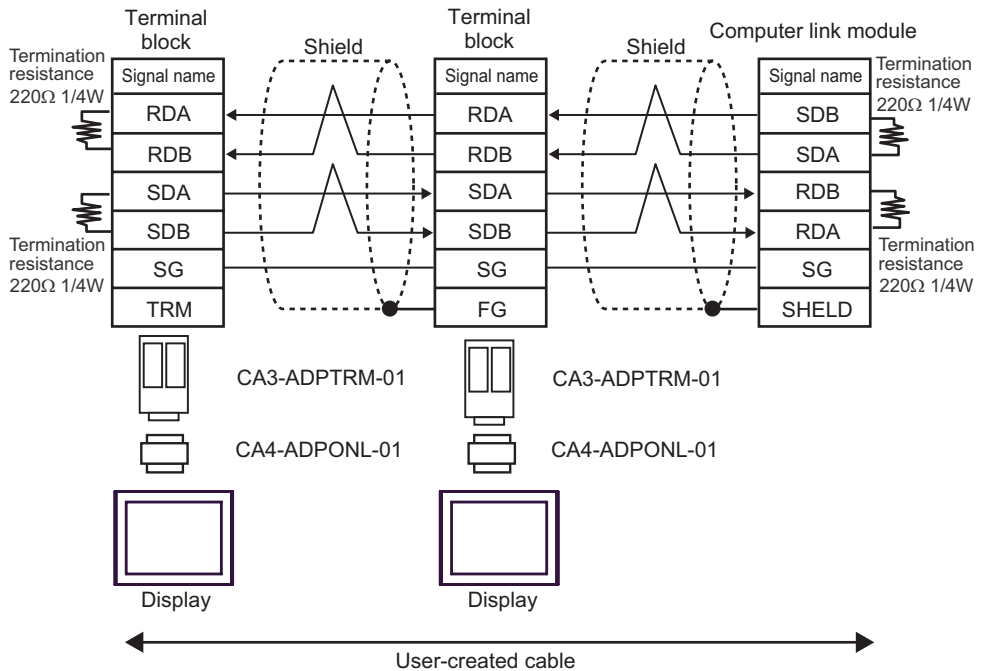 Terminal
block
Shield
Terminal
block
Shield
Computer link module
Termination
resistance
220Ω 1/4W
Signal name
RDA
RDB
SDA
SDB
SG
TRM
Termination
resistance
220Ω 1/4W
Signal name
RDA
RDB
SDA
SDB
SG
FG
Signal name
SDB
SDA
RDB
RDA
SG
SHELD
Termination
resistance
220Ω 1/4W
Termination
resistance
220Ω 1/4W
CA3-ADPTRM-01
CA3-ADPTRM-01
CA4-ADPONL-01
CA4-ADPONL-01
Display
Display
User-created cable